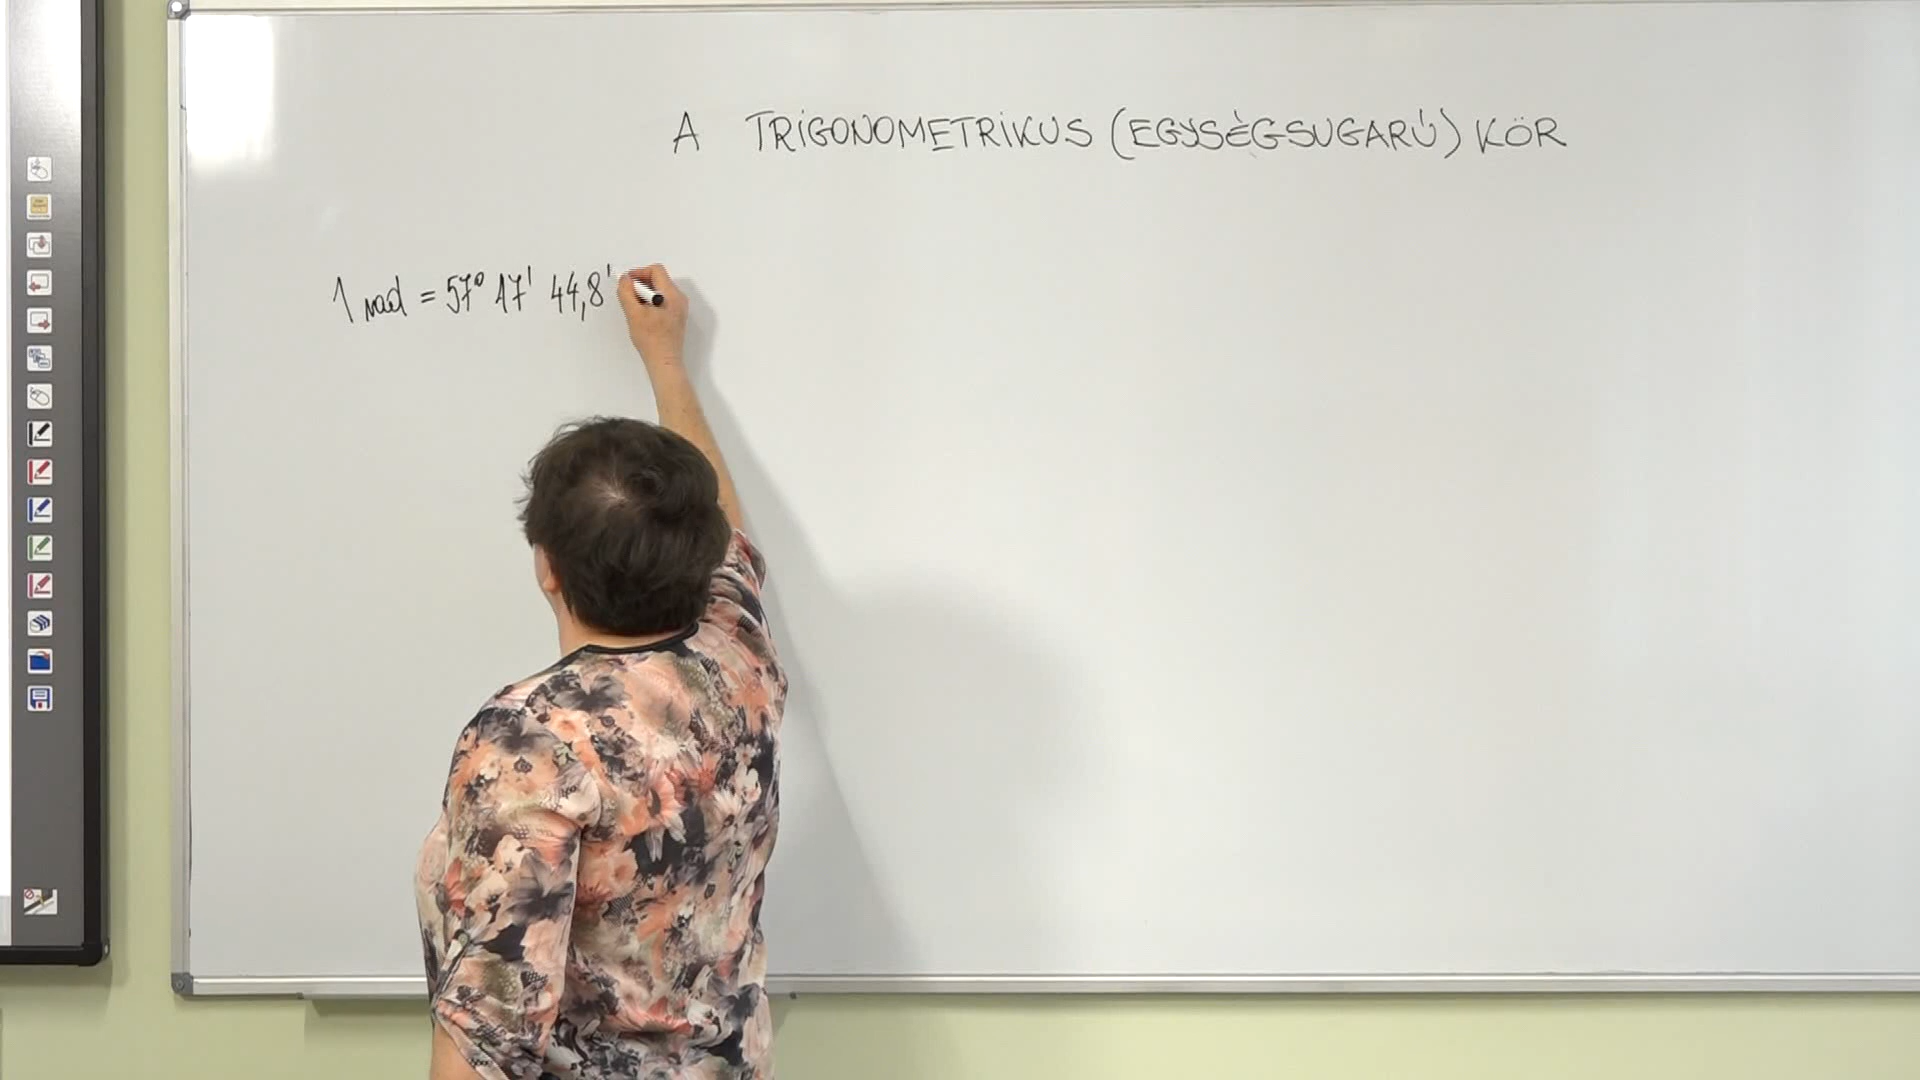 A TRIGONOMETRIKUS (EGYSÉGSUGARÚ) KÖR
1 rad = 57° 17' 44,8'